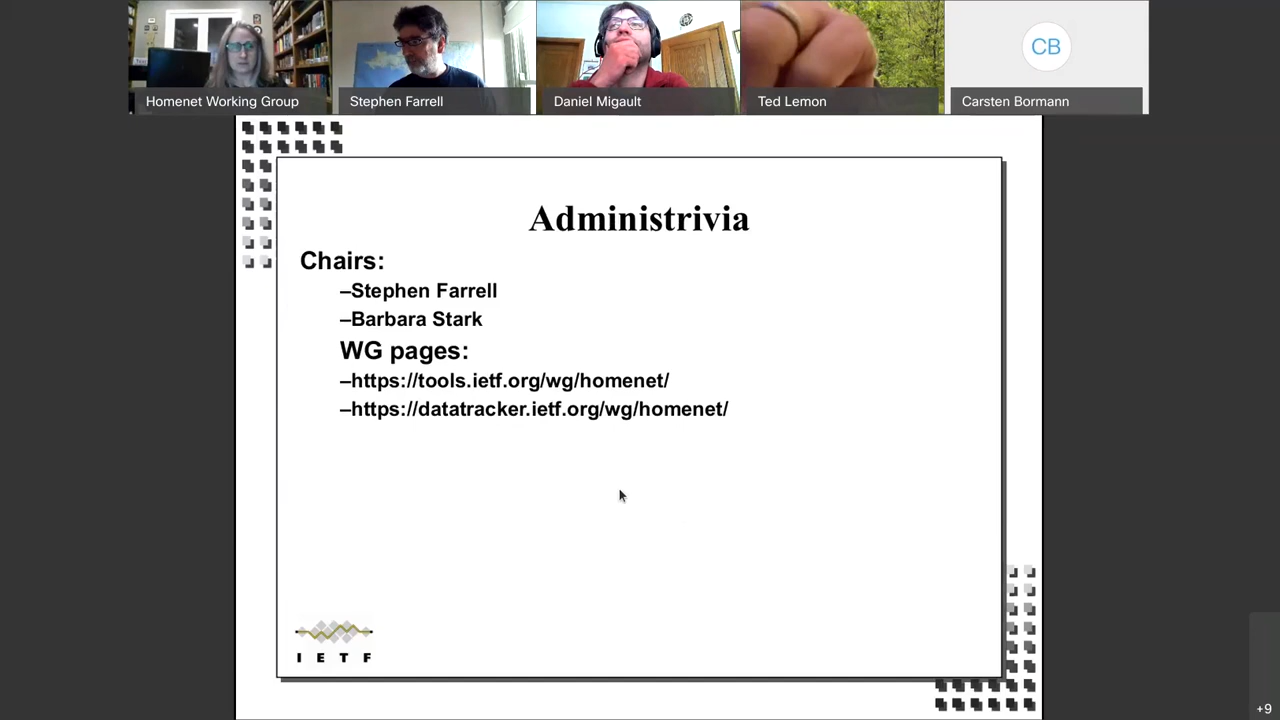 Homenet Working Group
Stephen Farrell
Daniel Migault
Ted Lemon
CB
Carsten Bormann
Administrivia
Chairs:
–Stephen Farrell
–Barbara Stark
WG pages:
–https://tools.ietf.org/wg/homenet/
–https://datatracker.ietf.org/wg/homenet/
I E T F
+9